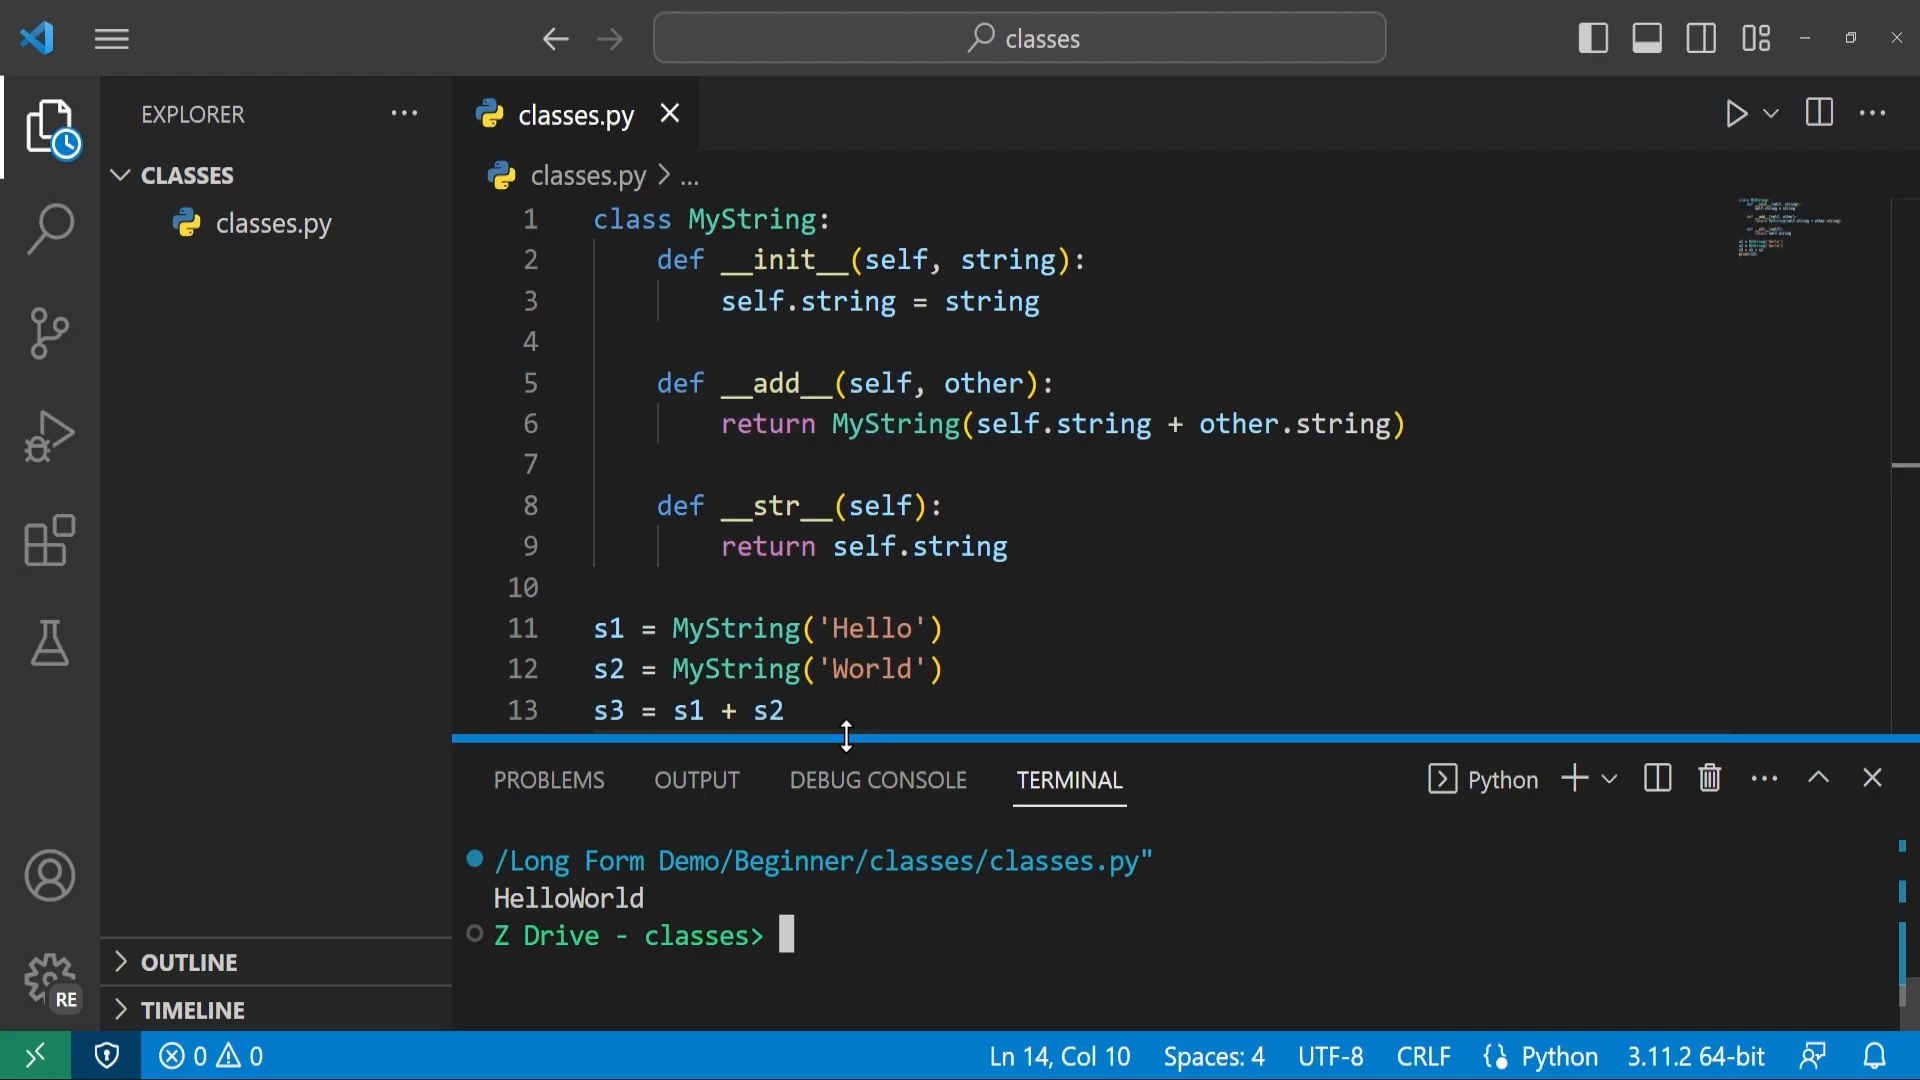 classes
EXPLORER
CLASSES
classes.py
OUTLINE
TIMELINE
RE
classes.py
classes.py > ...
1 class MyString:
2 def __init__(self, string):
3 self.string = string
4
5 def __add__(self, other):
6 return MyString(self.string + other.string)
7
8 def __str__(self):
9 return self.string
10
11 s1 = MyString('Hello')
12 s2 = MyString('World')
13 s3 = s1 + s2
PROBLEMS OUTPUT DEBUG CONSOLE TERMINAL Python
/Long Form Demo/Beginner/classes/classes.py"
HelloWorld
Z Drive - classes>
0 0 Ln 14, Col 10 Spaces: 4 UTF-8 CRLF Python 3.11.2 64-bit